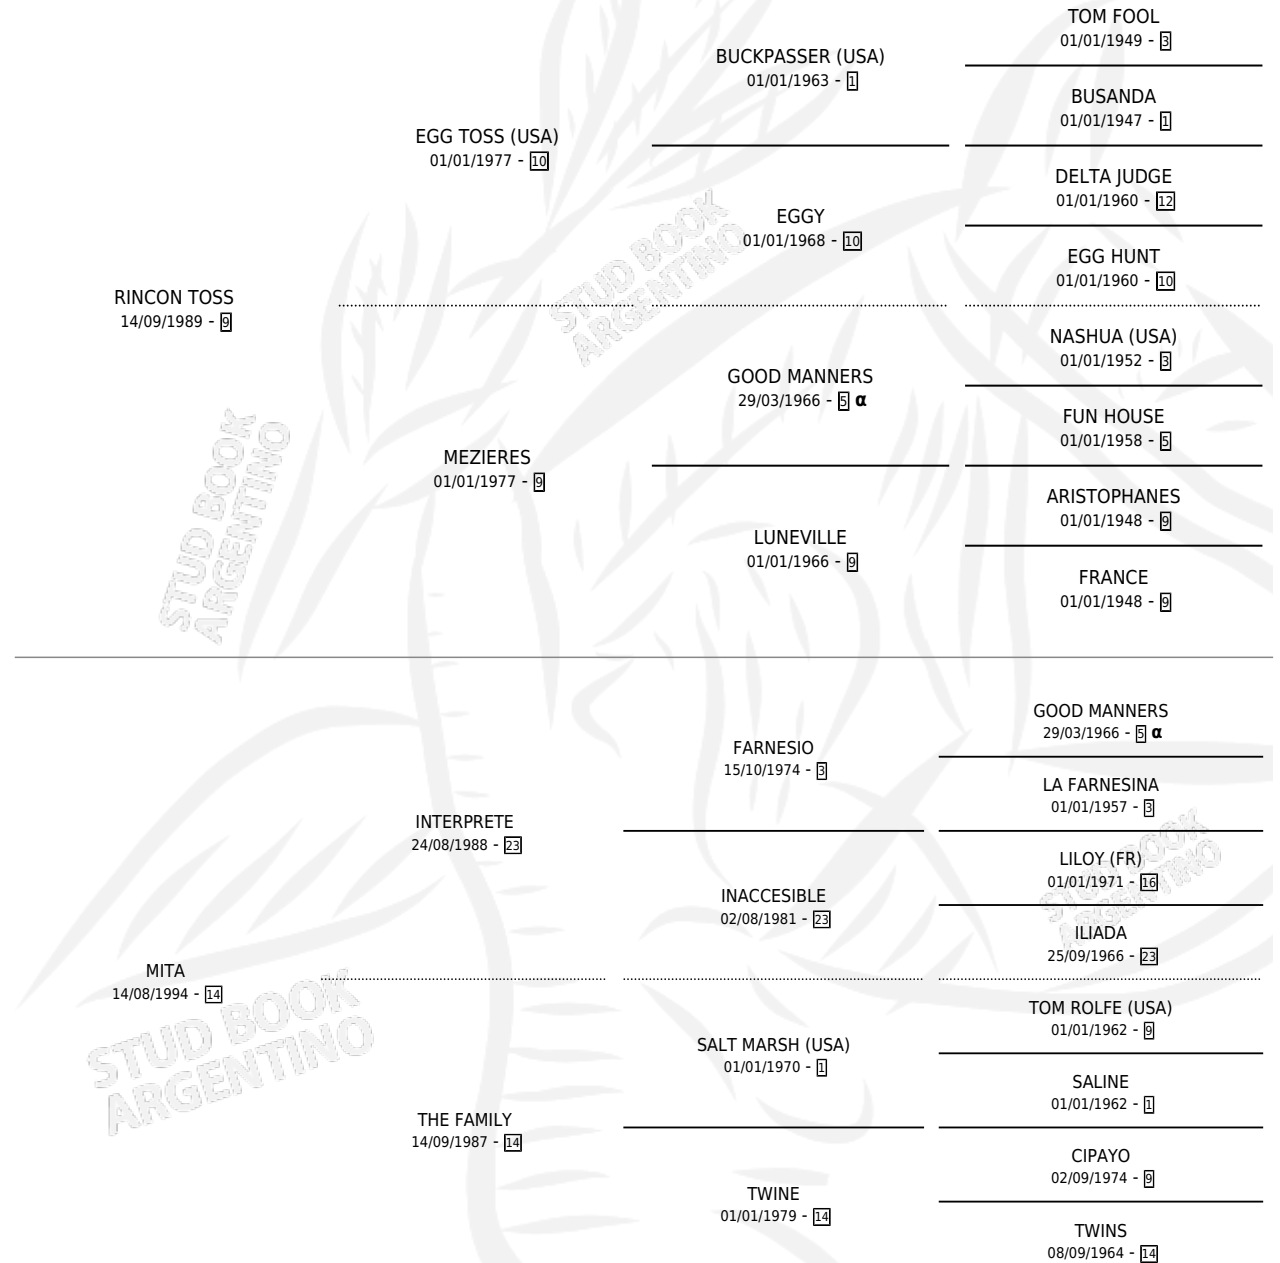 TOM FOOL
01/01/1949 - 3
BUCKPASSER (USA)
01/01/1963 - 1
BUSANDA
01/01/1947 - 1
EGG TOSS (USA)
01/01/1977 - 10
DELTA JUDGE
01/01/1960 - 12
EGGY
01/01/1968 - 10
EGG HUNT
01/01/1960 - 10
RINCON TOSS
14/09/1989 - 9
NASHUA (USA)
01/01/1952 - 3
GOOD MANNERS
29/03/1966 - 5 α
FUN HOUSE
01/01/1958 - 5
MEZIERES
01/01/1977 - 9
ARISTOPHANES
01/01/1948 - 9
LUNEVILLE
01/01/1966 - 9
FRANCE
01/01/1948 - 9
GOOD MANNERS
29/03/1966 - 5 α
FARNESIO
15/10/1974 - 3
LA FARNESINA
01/01/1957 - 3
INTERPRETE
24/08/1988 - 23
LILOY (FR)
01/01/1971 - 16
INACCESIBLE
02/08/1981 - 23
ILIADA
25/09/1966 - 23
MITA
14/08/1994 - 14
TOM ROLFE (USA)
01/01/1962 - 9
SALT MARSH (USA)
01/01/1970 - 1
SALINE
01/01/1962 - 1
THE FAMILY
14/09/1987 - 14
CIPAYO
02/09/1974 - 9
TWINE
01/01/1979 - 14
TWINS
08/09/1964 - 14
STUD BOOK
ARGENTINO
STUD BOOK
ARGENTINO
STUD BOOK
ARGENTINO
STUD BOOK
ARGENTINO